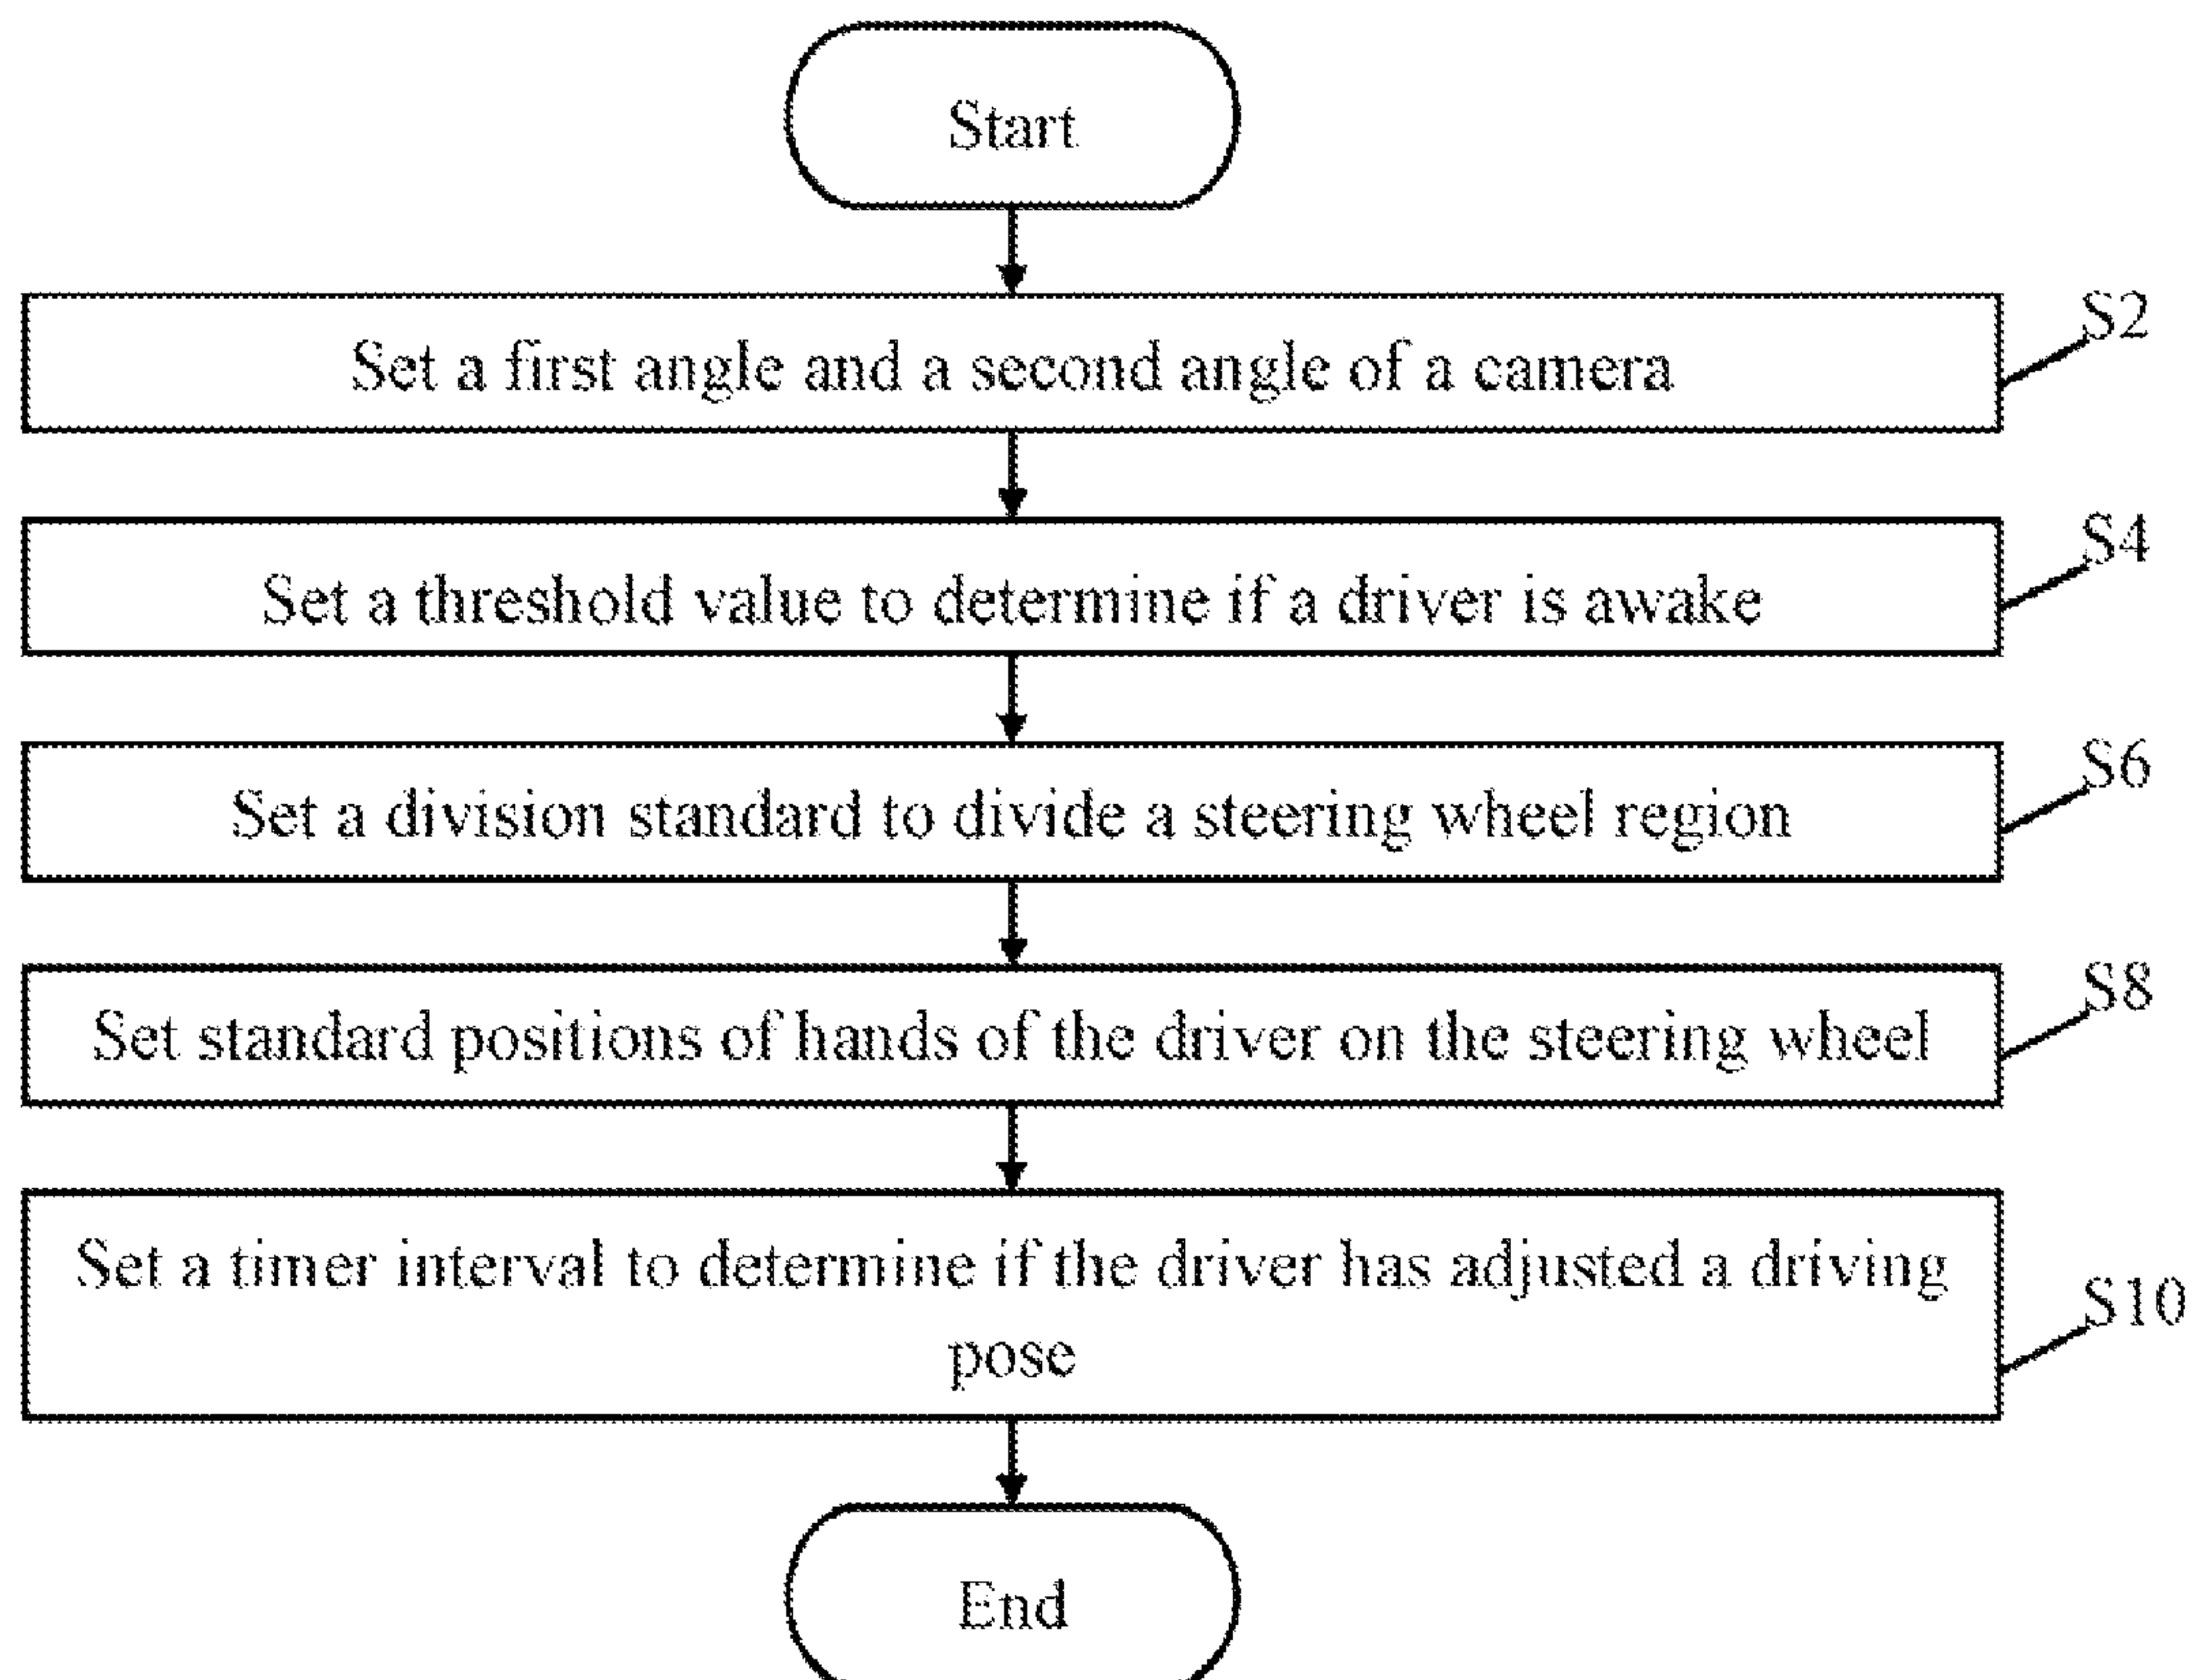 Start
Set a first angle and a second angle of a camera
S2
Set a threshold value to determine if a driver is awake
S4
Set a division standard to divide a steering wheel region
S6
Set standard positions of hands of the driver on the steering wheel
S8
Set a timer interval to determine if the driver has adjusted a driving
pose
S10
End